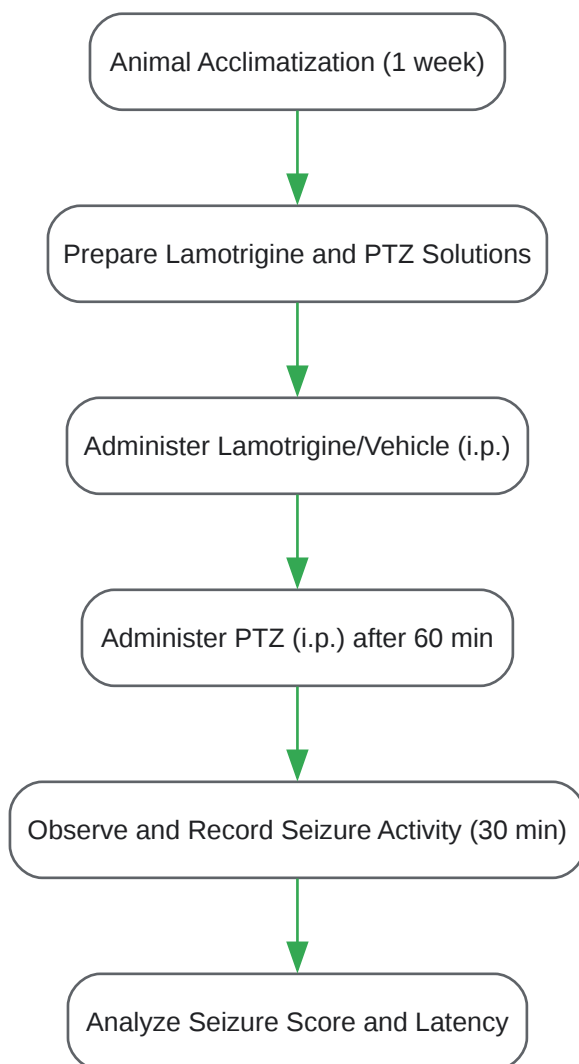 Animal Acclimatization (1 week)
Prepare Lamotrigine and PTZ Solutions
Administer Lamotrigine/Vehicle (i.p.)
Administer PTZ (i.p.) after 60 min
Observe and Record Seizure Activity (30 min)
Analyze Seizure Score and Latency